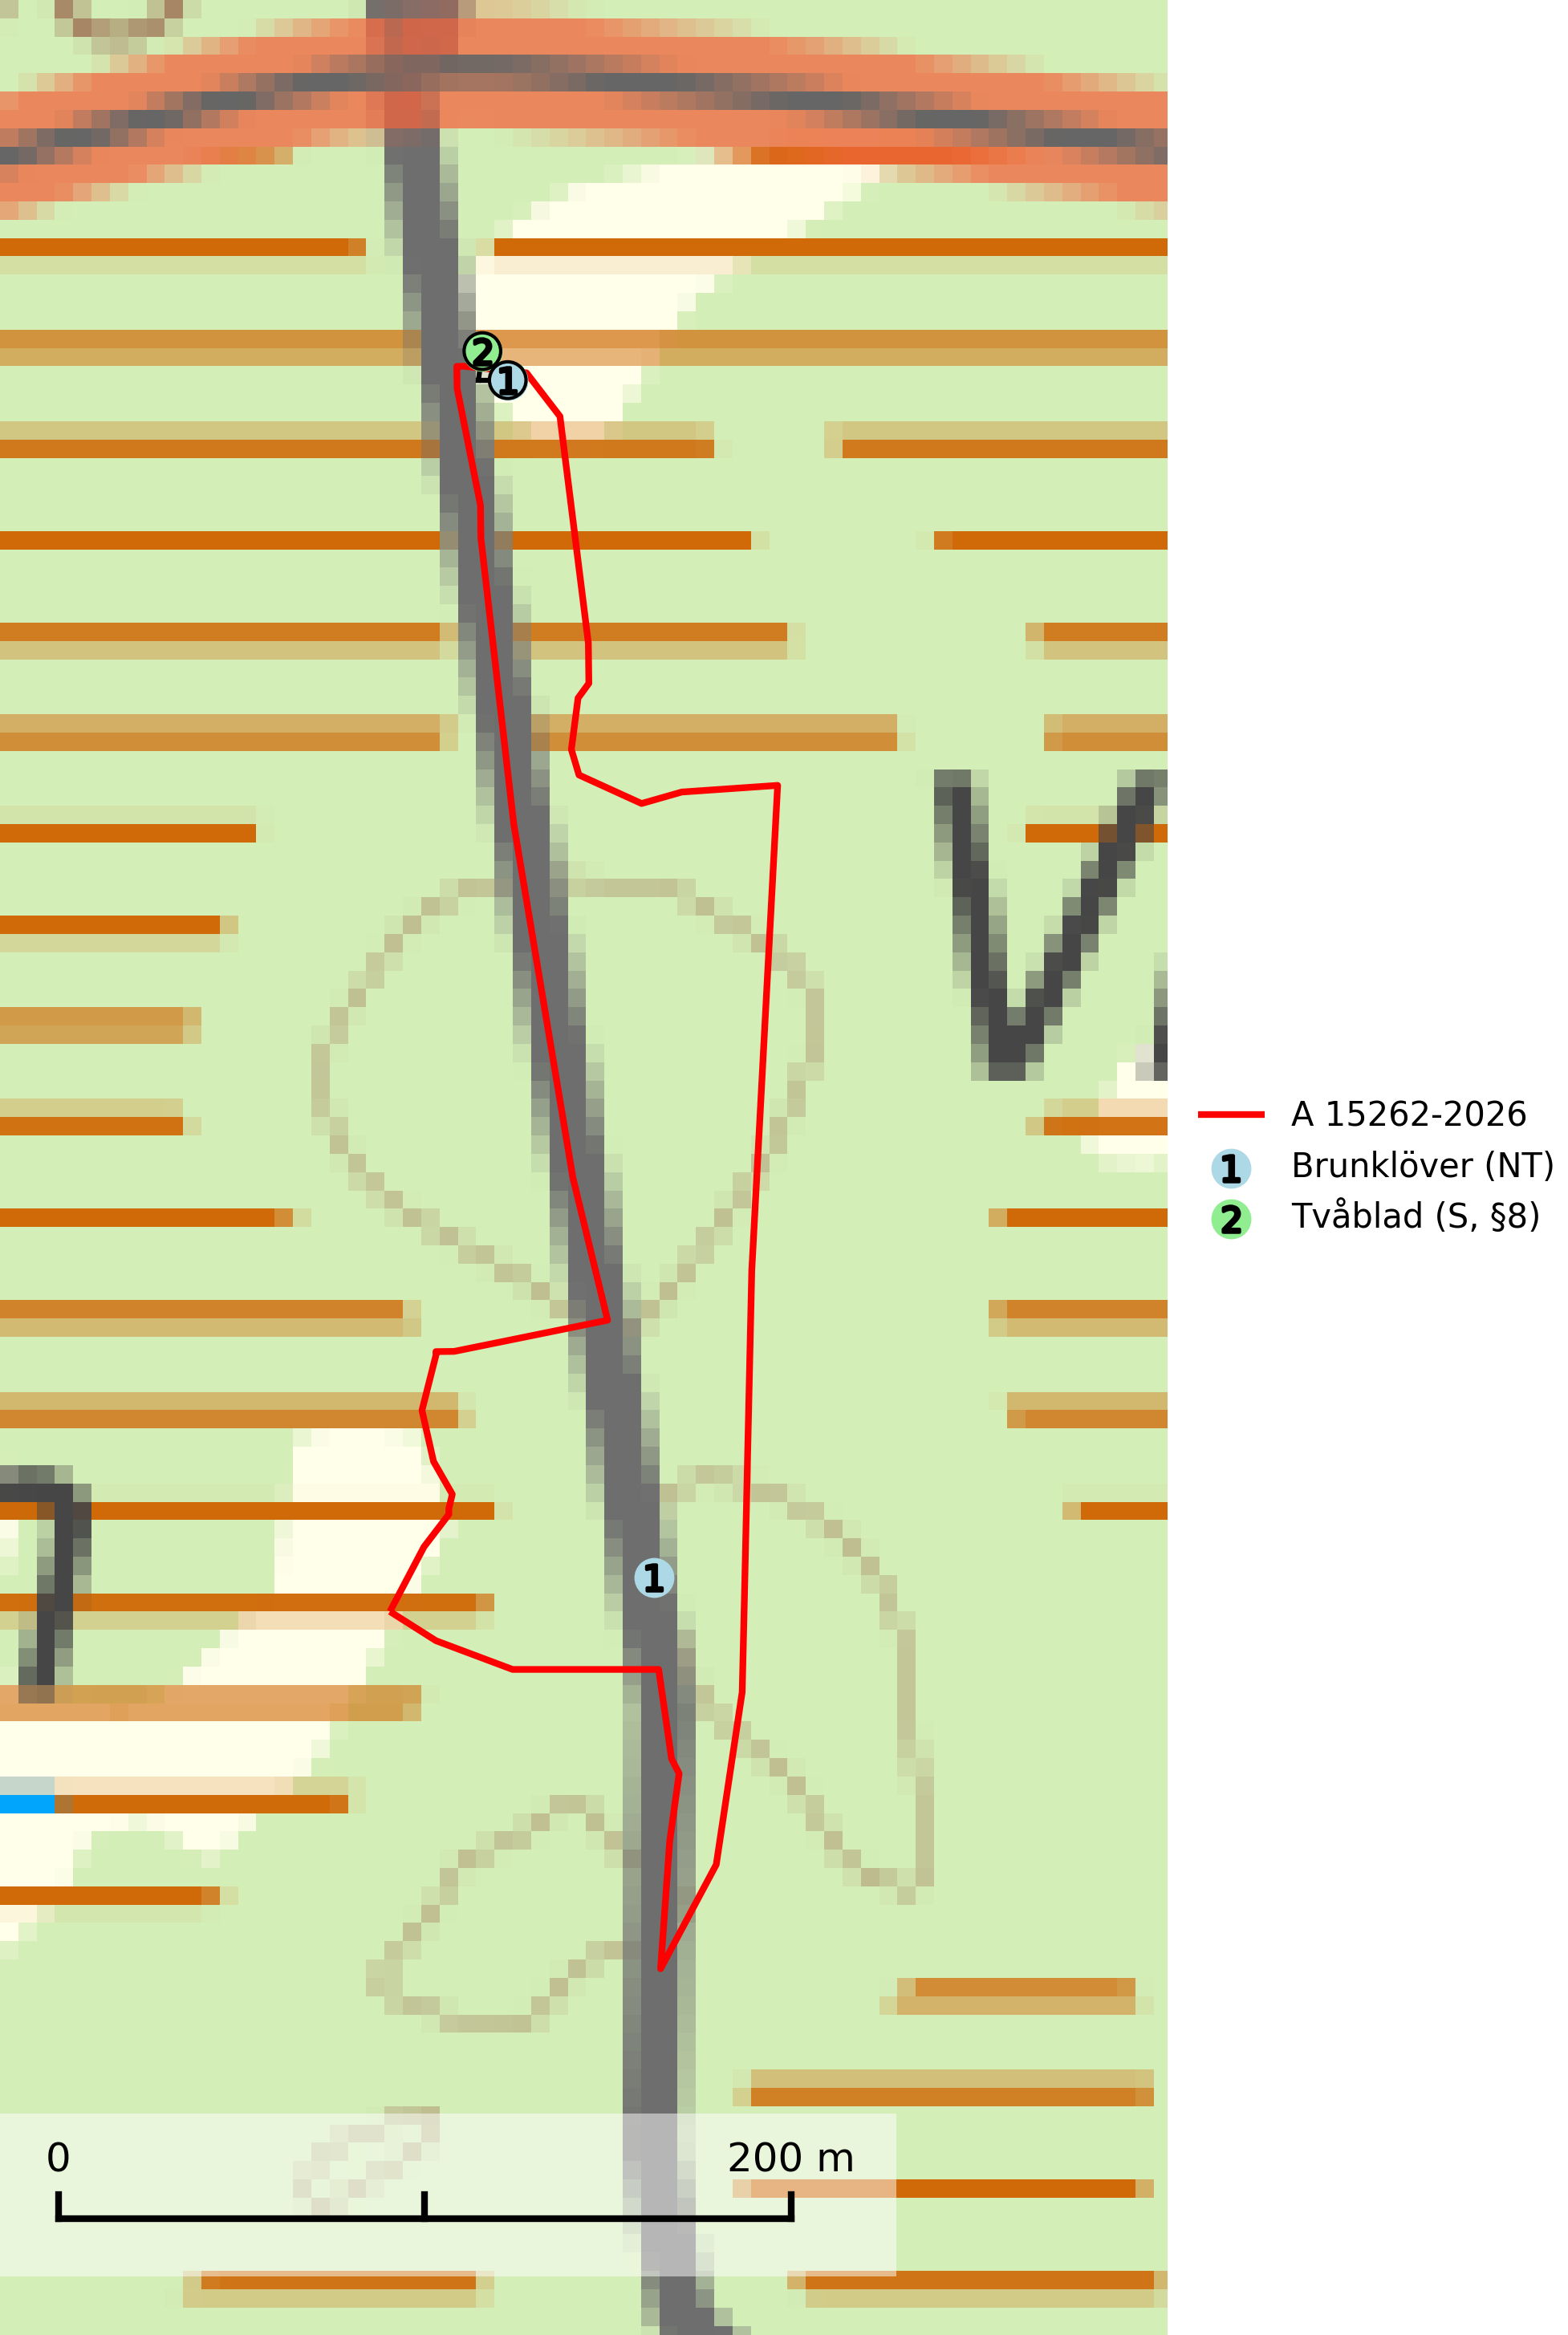 2
1
1
A 15262-2026
1 Brunklöver (NT)
2 Tvåblad (S, §8)
0 200 m